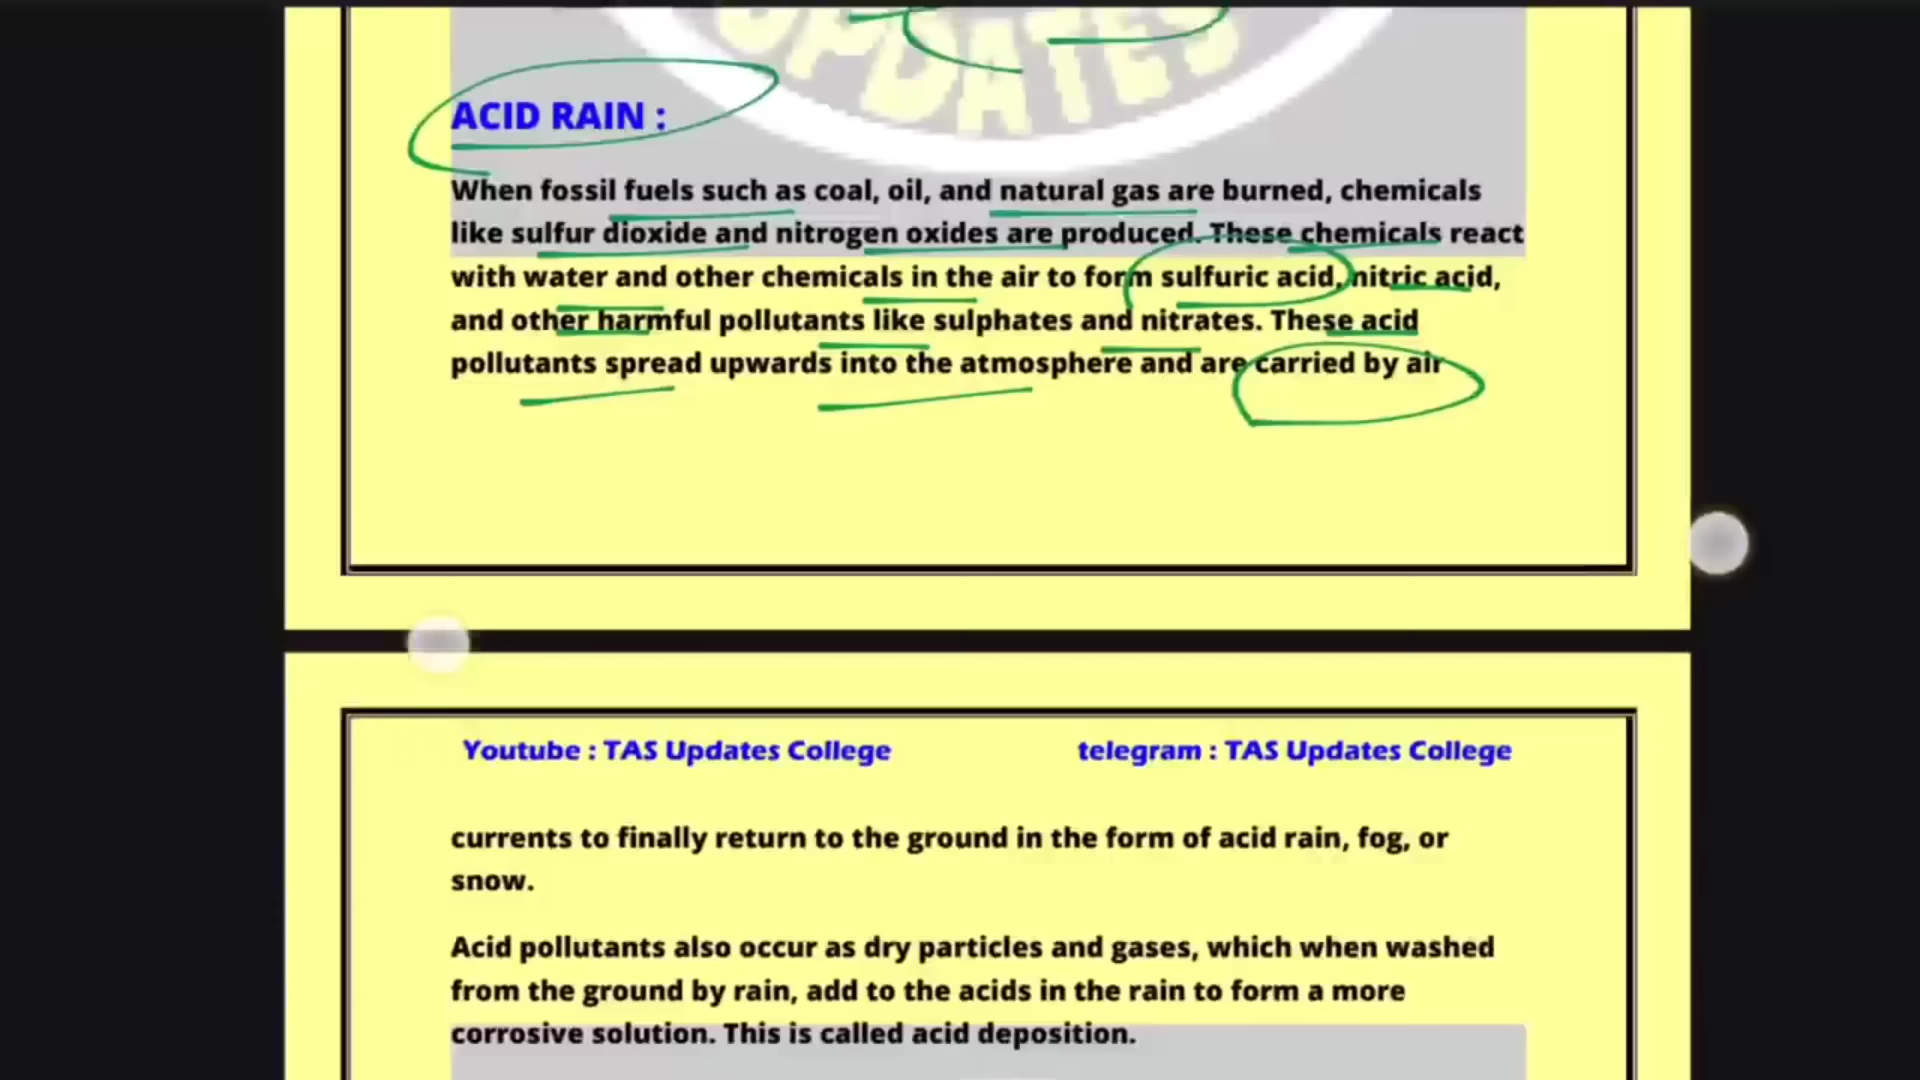 UPDATES
ACID RAIN :
When fossil fuels such as coal, oil, and natural gas are burned, chemicals
like sulfur dioxide and nitrogen oxides are produced. These chemicals react
with water and other chemicals in the air to form sulfuric acid, nitric acid,
and other harmful pollutants like sulphates and nitrates. These acid
pollutants spread upwards into the atmosphere and are carried by air
Youtube : TAS Updates College telegram : TAS Updates College
currents to finally return to the ground in the form of acid rain, fog, or
snow.
Acid pollutants also occur as dry particles and gases, which when washed
from the ground by rain, add to the acids in the rain to form a more
corrosive solution. This is called acid deposition.